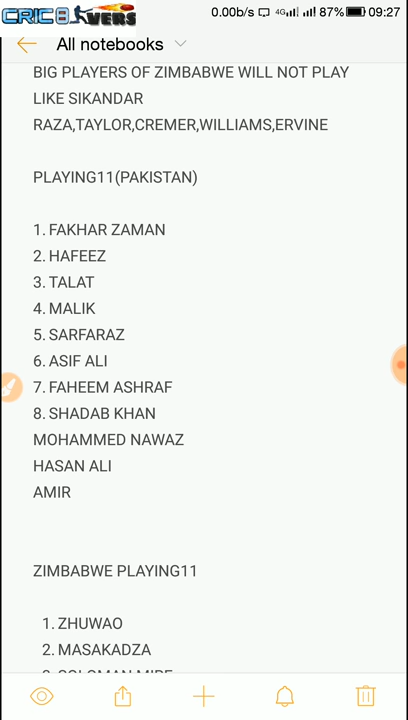 CRIC8
VERS
0.00b/s 4G 87% 09:27
All notebooks
BIG PLAYERS OF ZIMBABWE WILL NOT PLAY
LIKE SIKANDAR
RAZA,TAYLOR,CREMER,WILLIAMS,ERVINE
PLAYING11(PAKISTAN)
1. FAKHAR ZAMAN
2. HAFEEZ
3. TALAT
4. MALIK
5. SARFARAZ
6. ASIF ALI
7. FAHEEM ASHRAF
8. SHADAB KHAN
MOHAMMED NAWAZ
HASAN ALI
AMIR
ZIMBABWE PLAYING11
1. ZHUWAO
2. MASAKADZA